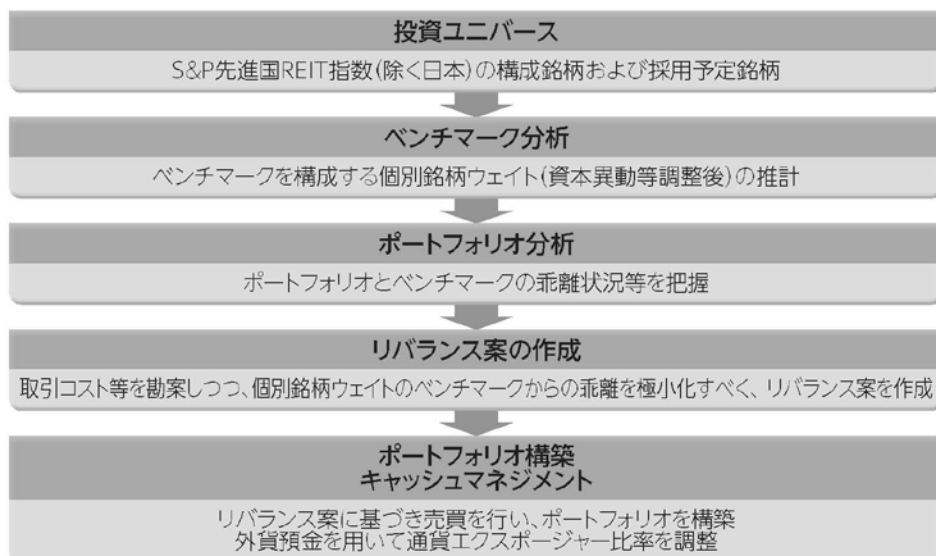 投資ユニバース
S&P先進国REIT指数(除く日本)の構成銘柄および採用予定銘柄
ベンチマーク分析
ベンチマークを構成する個別銘柄ウェイト(資本異動等調整後)の推計
ポートフォリオ分析
ポートフォリオとベンチマークの乖離状況等を把握
リバランス案の作成
取引コスト等を勘案しつつ、個別銘柄ウェイトのベンチマークからの乖離を極小化すべく、リバランス案を作成
ポートフォリオ構築
キャッシュマネジメント
リバランス案に基づき売買を行い、ポートフォリオを構築
外貨預金を用いて通貨エクスポージャー比率を調整